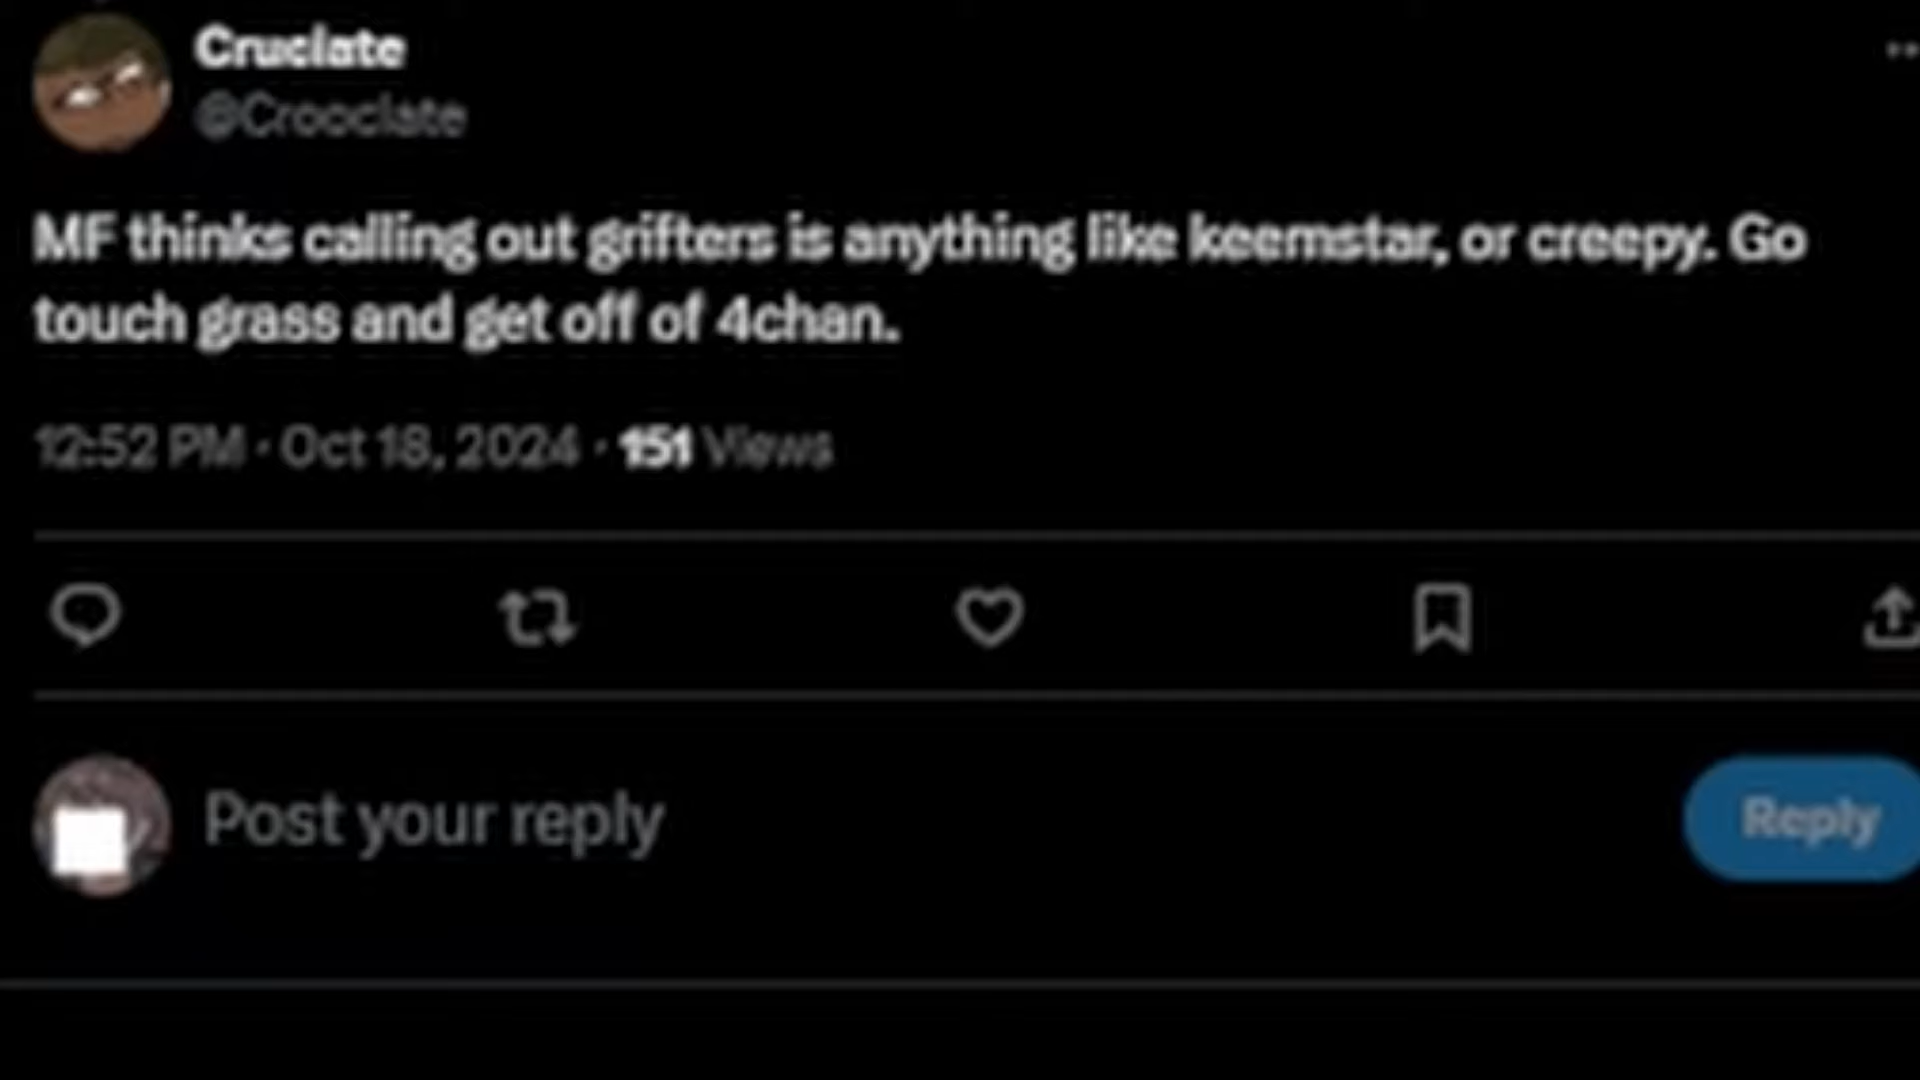 Cruciate
@Crooclate
MF thinks calling out grifters is anything like keemstar, or creepy. Go
touch grass and get off of 4chan.
12:52 PM · Oct 18, 2024 · 151 Views
Post your reply
Reply